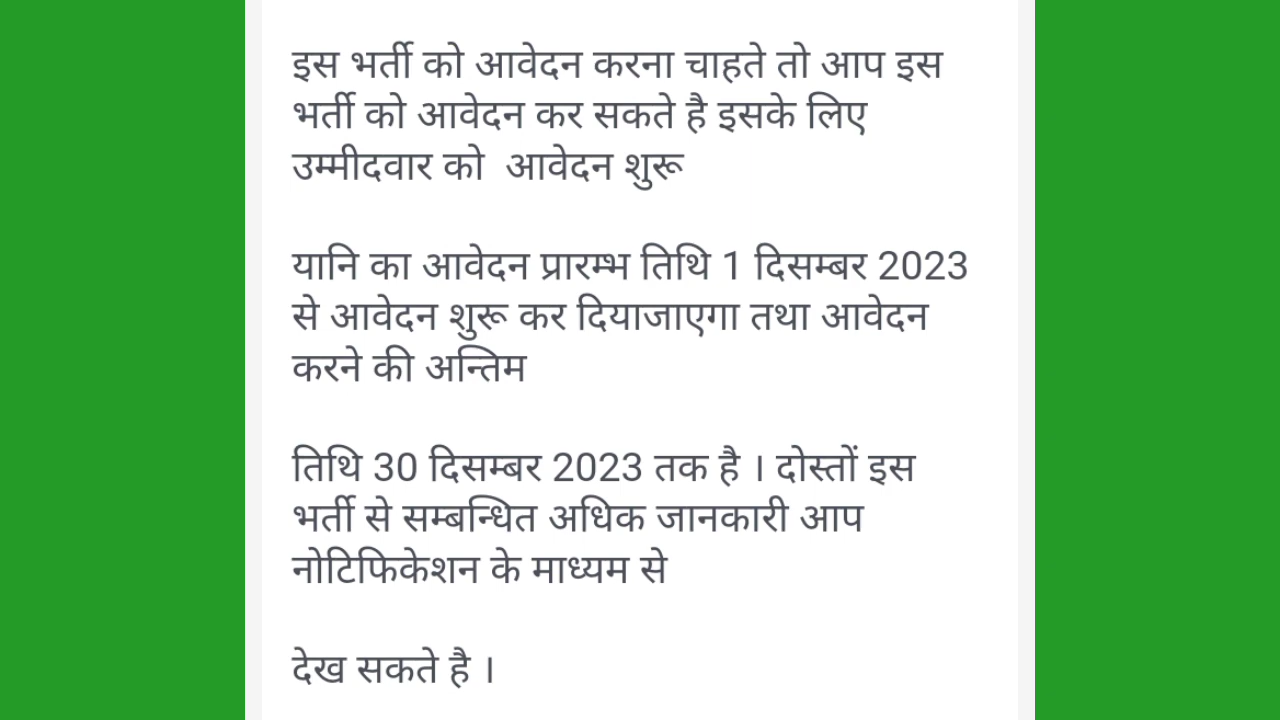 इस भर्ती को आवेदन करना चाहते तो आप इस
भर्ती को आवेदन कर सकते है इसके लिए
उम्मीदवार को  आवेदन शुरू
यानि का आवेदन प्रारम्भ तिथि 1 दिसम्बर 2023
से आवेदन शुरू कर दियाजाएगा तथा आवेदन
करने की अन्तिम
तिथि 30 दिसम्बर 2023 तक है । दोस्तों इस
भर्ती से सम्बन्धित अधिक जानकारी आप
नोटिफिकेशन के माध्यम से
देख सकते है ।